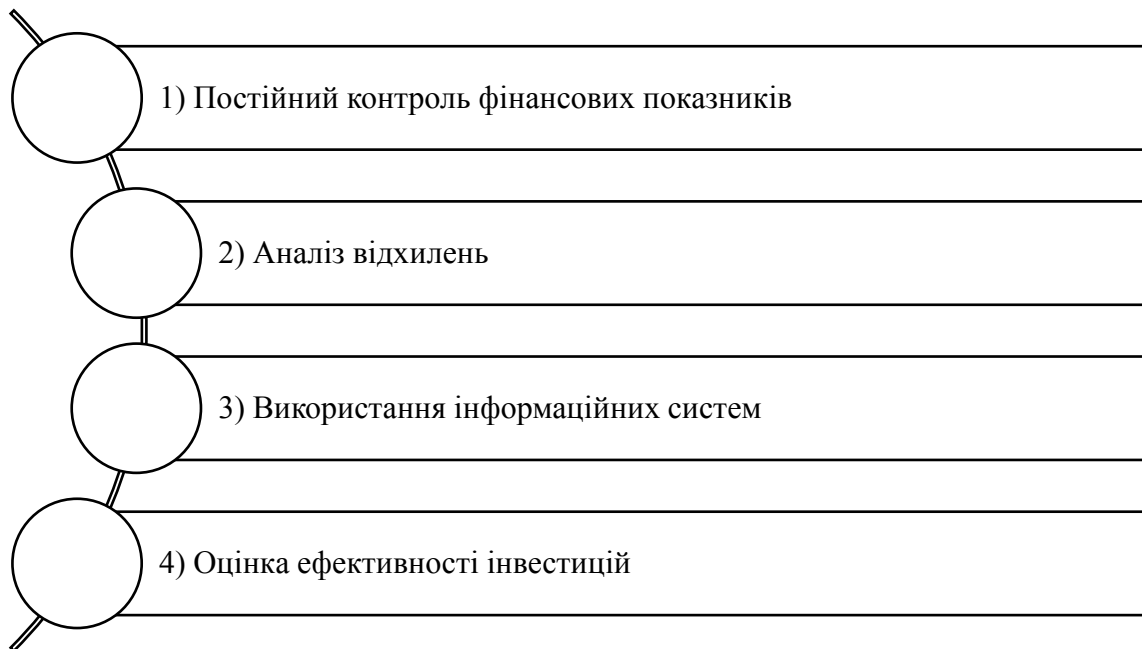 1) Постійний контроль фінансових показників
2) Аналіз відхилень
3) Використання інформаційних систем
4) Оцінка ефективності інвестицій